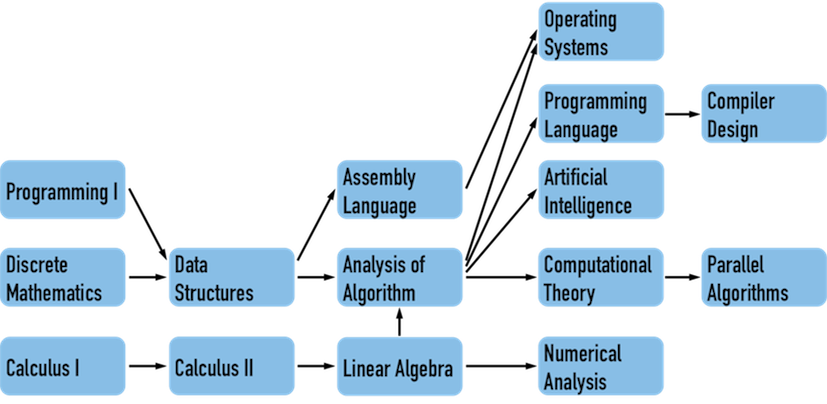 Operating
Systems
Programming
Language
Compiler
Design
Programming I
Assembly
Language
Artificial
Intelligence
Discrete
Mathematics
Data
Structures
Analysis of
Algorithm
Computational
Theory
Parallel
Algorithms
Calculus I
Calculus II
Linear Algebra
Numerical
Analysis